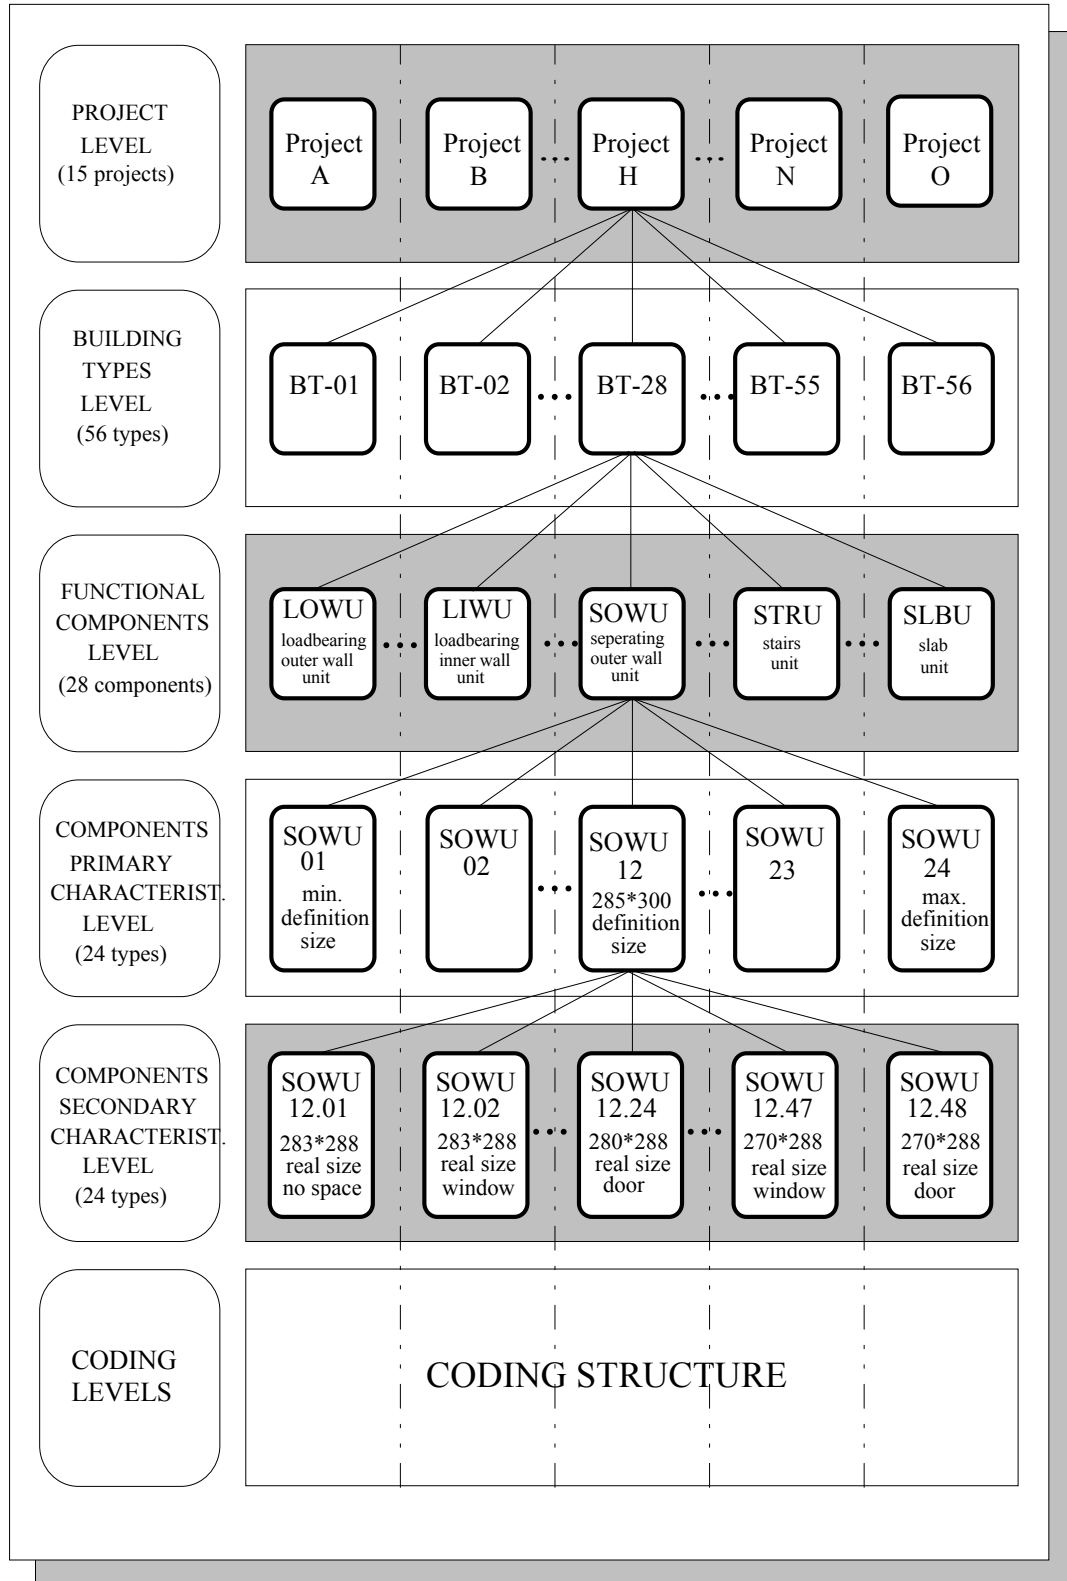 PROJECT
LEVEL
(15 projects)
Project
A
Project
B
Project
H
Project
N
Project
O
BUILDING
TYPES
LEVEL
(56 types)
BT-01
BT-02
BT-28
BT-55
BT-56
FUNCTIONAL
COMPONENTS
LEVEL
(28 components)
LOWU
loadbearing
outer wall
unit
LIWU
loadbearing
inner wall
unit
SOWU
seperating
outer wall
unit
STRU
stairs
unit
SLBU
slab
unit
COMPONENTS
PRIMARY
CHARACTERIST.
LEVEL
(24 types)
SOWU
01
min.
definition
size
SOWU
02
SOWU
12
285*300
definition
size
SOWU
23
SOWU
24
max.
definition
size
COMPONENTS
SECONDARY
CHARACTERIST.
LEVEL
(24 types)
SOWU
12.01
283*288
real size
no space
SOWU
12.02
283*288
real size
window
SOWU
12.24
280*288
real size
door
SOWU
12.47
270*288
real size
window
SOWU
12.48
270*288
real size
door
CODING
LEVELS
CODING STRUCTURE